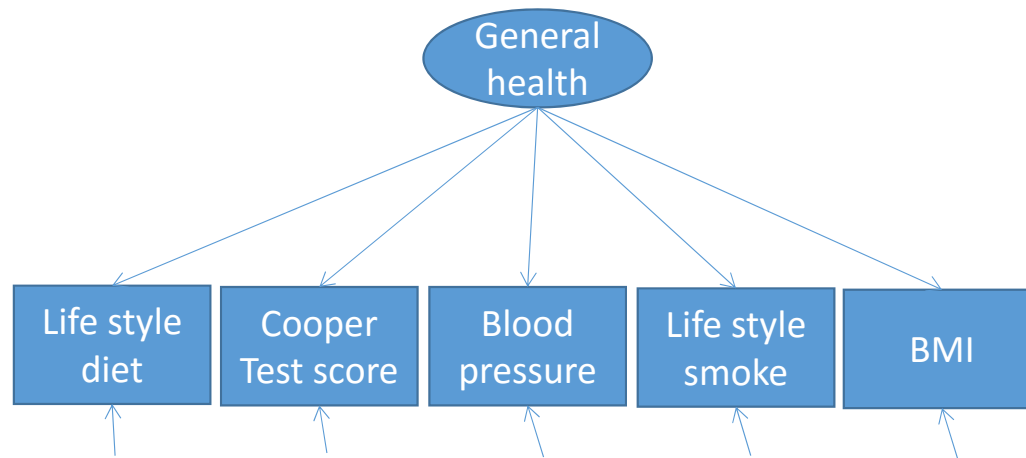 General
health
Life style
diet
Cooper
Test score
Blood
pressure
Life style
smoke
BMI